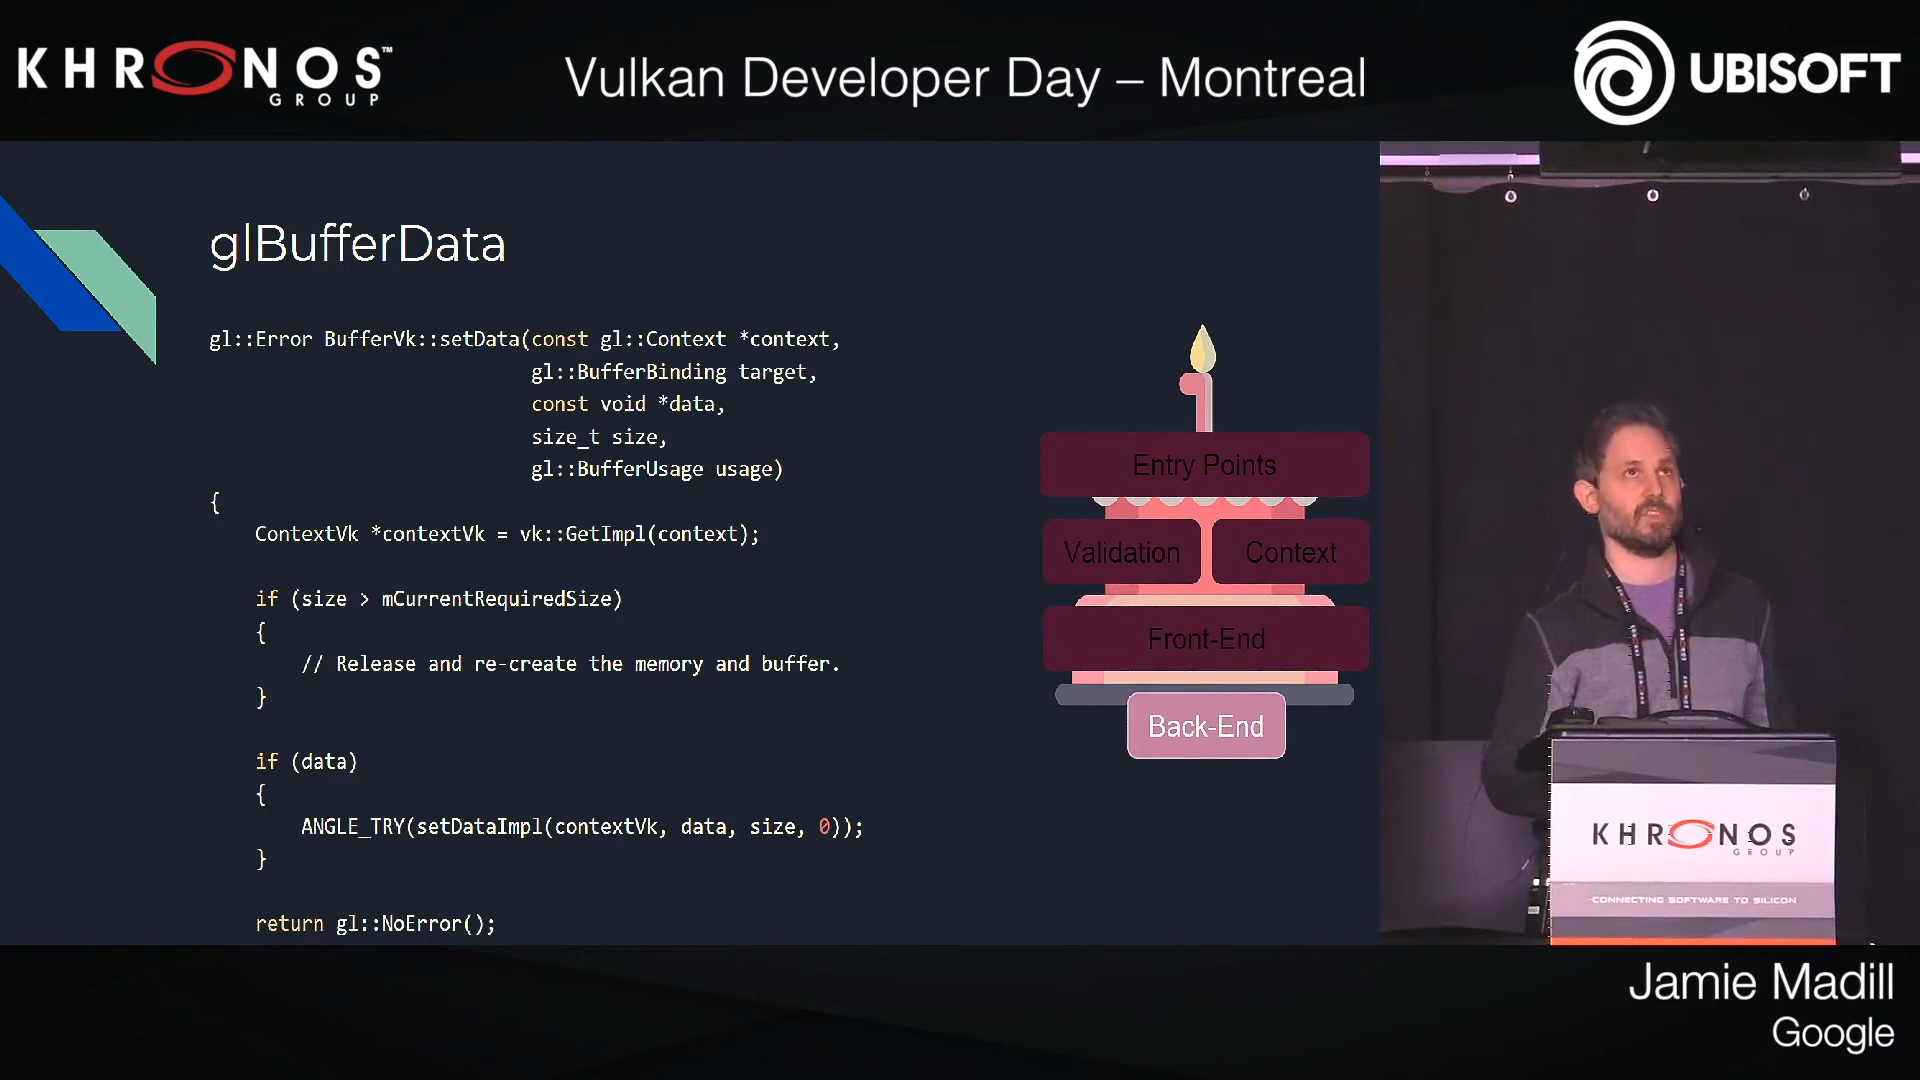 KHRONOS™
GROUP
Vulkan Developer Day – Montreal
UBISOFT
glBufferData
gl::Error BufferVk::setData(const gl::Context *context,
gl::BufferBinding target,
const void *data,
size_t size,
gl::BufferUsage usage)
{
ContextVk *contextVk = vk::GetImpl(context);
if (size > mCurrentRequiredSize)
{
// Release and re-create the memory and buffer.
}
if (data)
{
ANGLE_TRY(setDataImpl(contextVk, data, size, 0));
}
return gl::NoError();
Entry Points
Validation
Context
Front-End
Back-End
KHRONOS
GROUP
CONNECTING SOFTWARE TO SILICON
Jamie Madill
Google